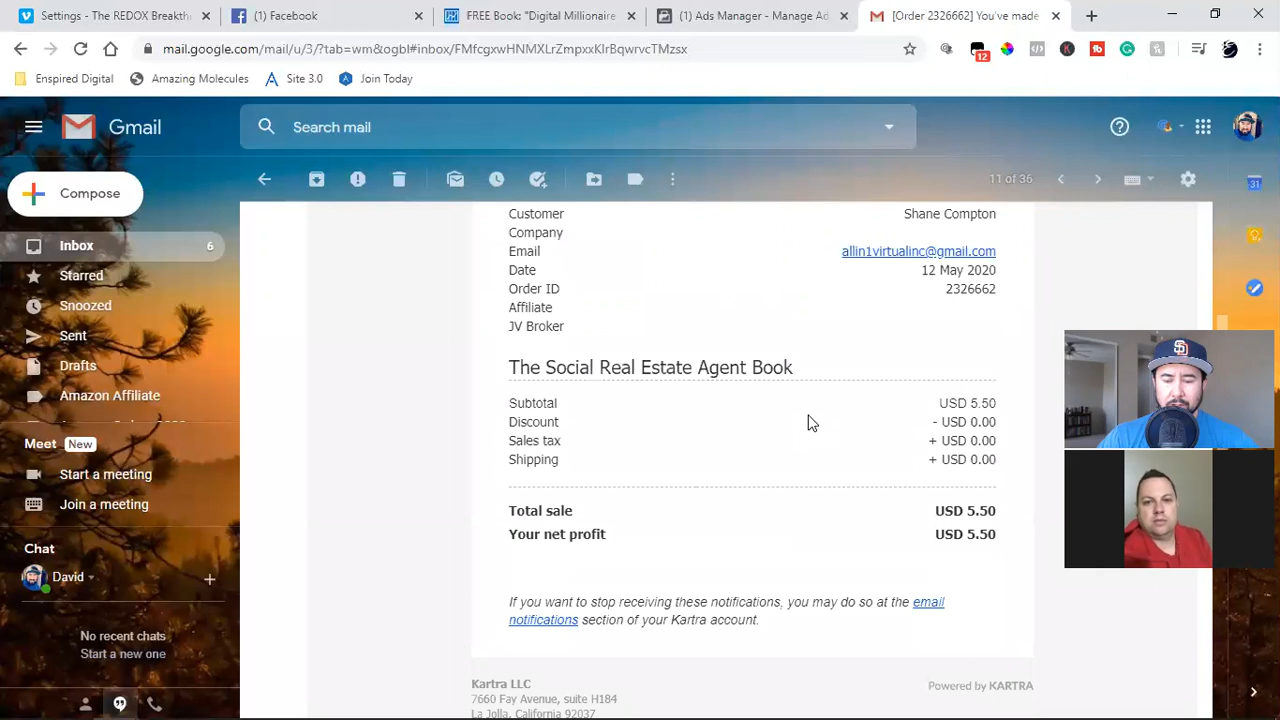 Settings - The REDOX Breakth
(1) Facebook
FREE Book: "Digital Millionaire
(1) Ads Manager - Manage Ad
[Order 2326662] You've made
mail.google.com/mail/u/3/?tab=wm&ogbl#inbox/FMfcgxwHNMXLrZmpxxKlrBqwrvcTMzsx
12
Enspired Digital
Amazing Molecules
Site 3.0
Join Today
Gmail
Search mail
Compose
11 of 36
Inbox 6
Starred
Snoozed
Sent
Drafts
Amazon Affiliate
Meet New
Start a meeting
Join a meeting
Chat
David
No recent chats
Start a new one
31
Customer Shane Compton
Company
Email allin1virtualinc@gmail.com
Date 12 May 2020
Order ID 2326662
Affiliate
JV Broker
The Social Real Estate Agent Book
Subtotal USD 5.50
Discount - USD 0.00
Sales tax + USD 0.00
Shipping + USD 0.00
Total sale USD 5.50
Your net profit USD 5.50
If you want to stop receiving these notifications, you may do so at the email
notifications section of your Kartra account.
Kartra LLC
7660 Fay Avenue, suite H184
La Jolla, California 92037
Powered by KARTRA